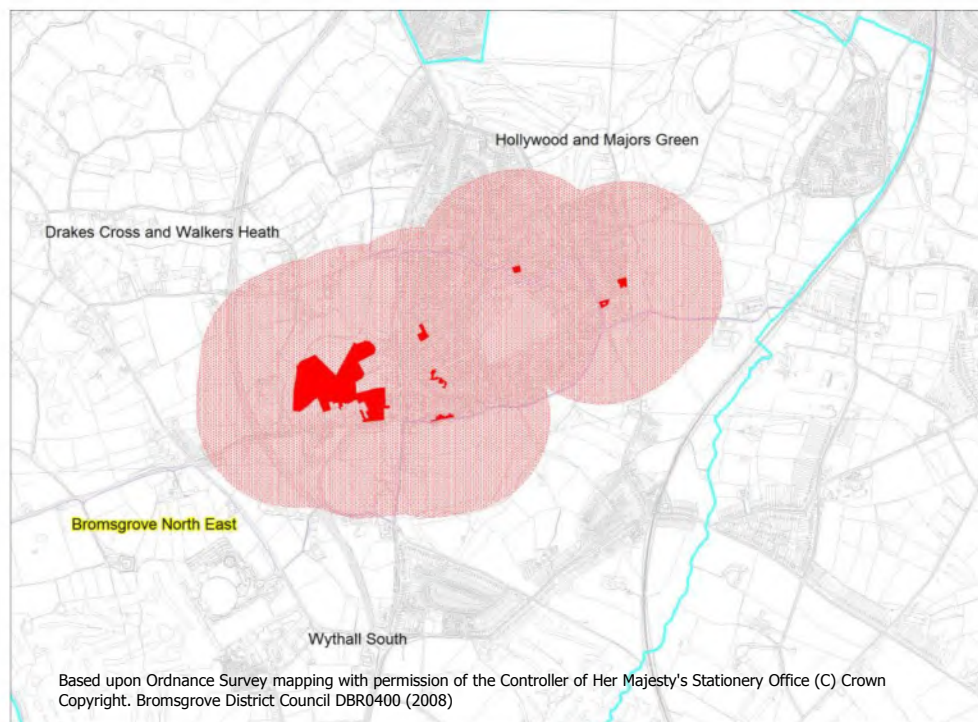 Hollywood and Majors Green
Drakes Cross and Walkers Heath
Bromsgrove North East
Wythall South
Based upon Ordnance Survey mapping with permission of the Controller of Her Majesty's Stationery Office (C) Crown
Copyright. Bromsgrove District Council DBR0400 (2008)